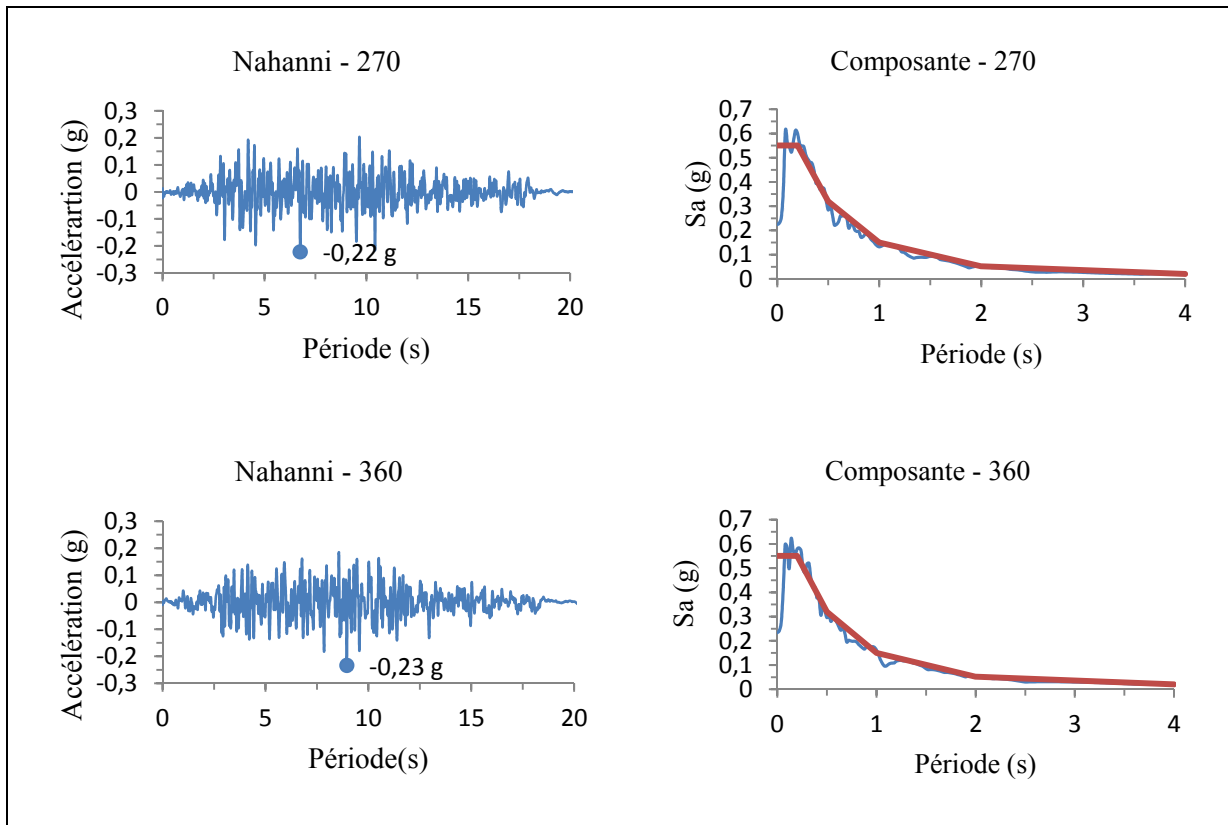 Nahanni - 270
Accélérartion (g)
0,3
0,2
0,1
0
-0,1
-0,2
-0,3
-0,22 g
0 5 10 15 20
Période (s)
Composante - 270
Sa (g)
0,7
0,6
0,5
0,4
0,3
0,2
0,1
0
0 1 2 3 4
Période (s)
Nahanni - 360
Accélération (g)
0,3
0,2
0,1
0
-0,1
-0,2
-0,3
-0,23 g
0 5 10 15 20
Période(s)
Composante - 360
Sa (g)
0,7
0,6
0,5
0,4
0,3
0,2
0,1
0
0 1 2 3 4
Période (s)